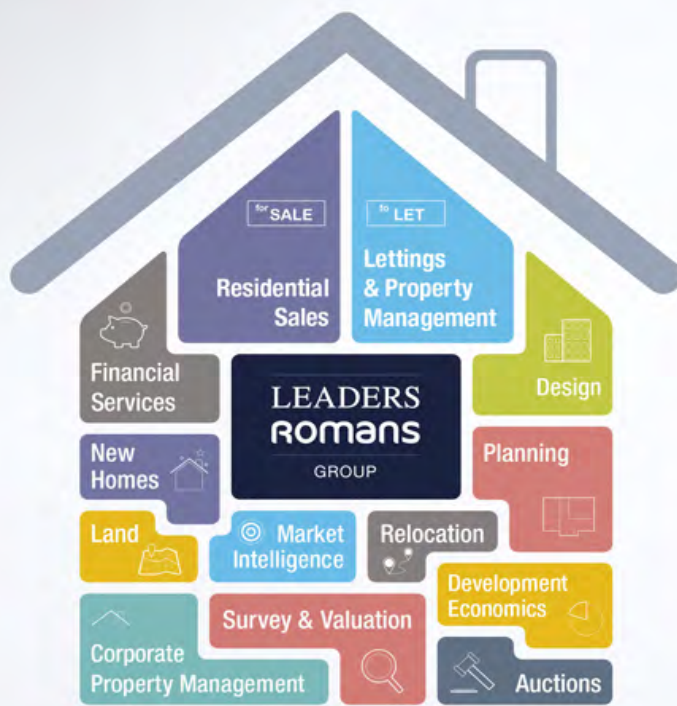 for SALE
Residential
Sales
to LET
Lettings
& Property
Management
Financial
Services
LEADERS
ROMANS
GROUP
Design
New
Homes
Planning
Land
Market
Intelligence
Relocation
Development
Economics
Corporate
Property Management
Survey & Valuation
Auctions